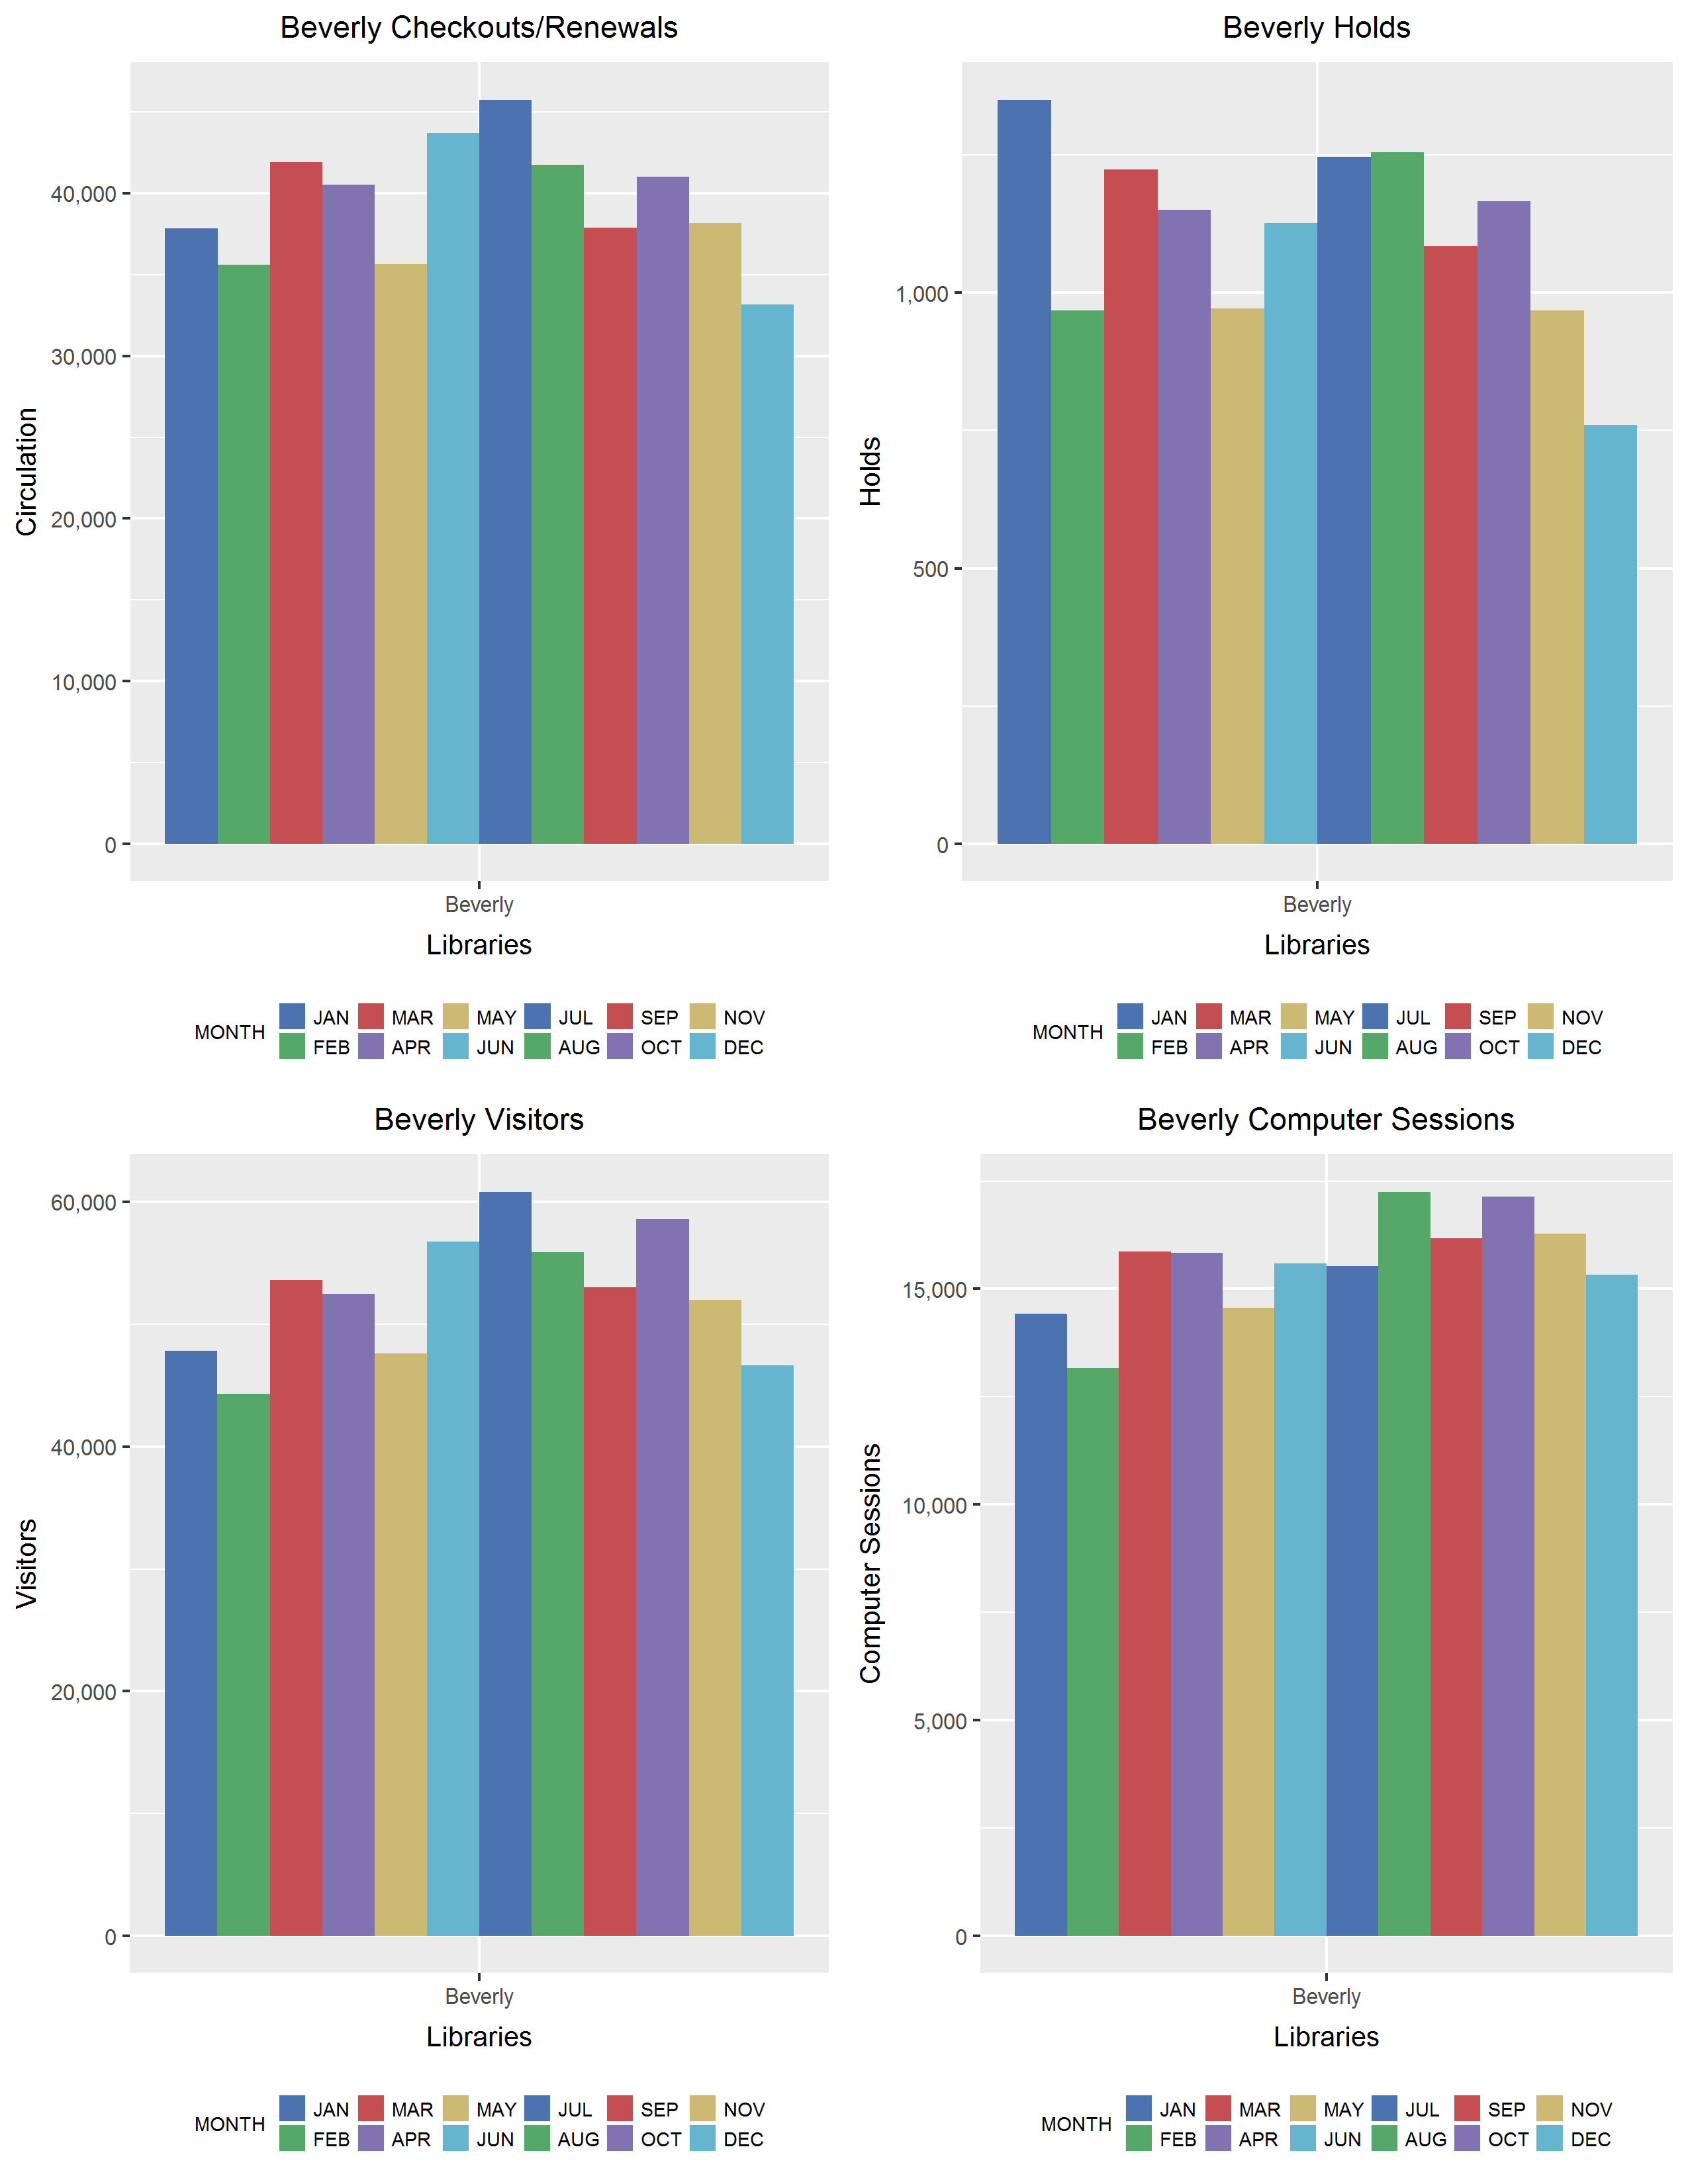 Beverly Checkouts/Renewals
Circulation
40,000
30,000
20,000
10,000
0
Beverly
Libraries
MONTH
JAN MAR MAY JUL SEP NOV
FEB APR JUN AUG OCT DEC
Beverly Holds
Holds
1,000
500
0
Beverly
Libraries
MONTH
JAN MAR MAY JUL SEP NOV
FEB APR JUN AUG OCT DEC
Beverly Visitors
Visitors
60,000
40,000
20,000
0
Beverly
Libraries
MONTH
JAN MAR MAY JUL SEP NOV
FEB APR JUN AUG OCT DEC
Beverly Computer Sessions
Computer Sessions
15,000
10,000
5,000
0
Beverly
Libraries
MONTH
JAN MAR MAY JUL SEP NOV
FEB APR JUN AUG OCT DEC